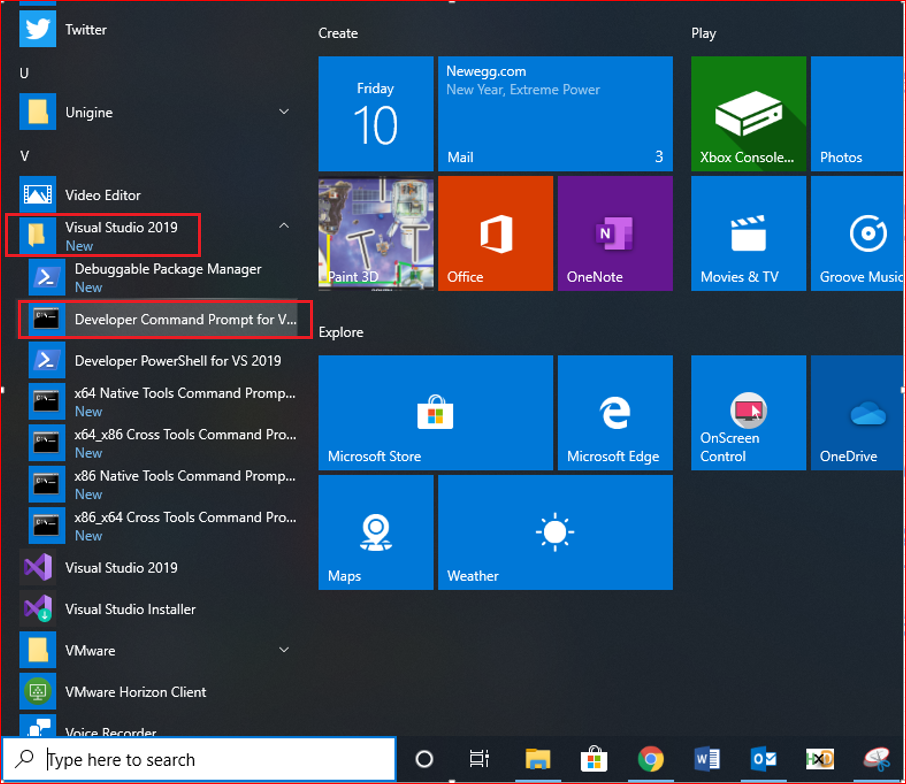 Twitter
U
Unigine
V
Video Editor
Visual Studio 2019
New
Debuggable Package Manager
New
Developer Command Prompt for V...
Developer PowerShell for VS 2019
x64 Native Tools Command Promp...
New
x64_x86 Cross Tools Command Pro...
New
x86 Native Tools Command Promp...
New
x86_x64 Cross Tools Command Pro...
New
Visual Studio 2019
Visual Studio Installer
VMware
VMware Horizon Client
Voice Recorder
Create
Friday
10
Newegg.com
New Year, Extreme Power
Mail
3
Paint 3D
Office
N
OneNote
Explore
Microsoft Store
Microsoft Edge
Maps
Weather
Play
Xbox Console...
Photos
Movies & TV
Groove Music
OnScreen
Control
OneDrive
Type here to search